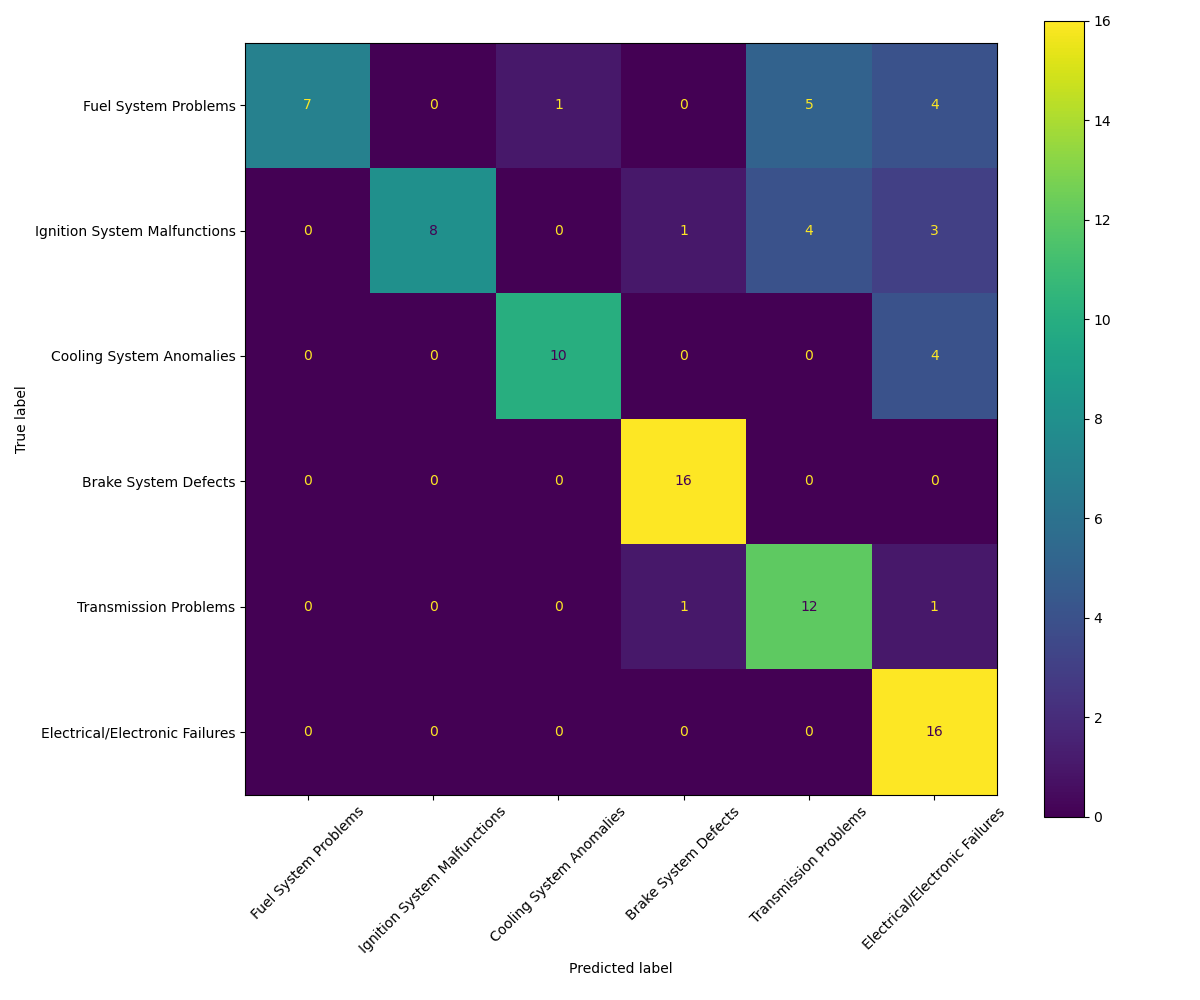 Fuel System Problems 7 0 1 0 5 4
Ignition System Malfunctions 0 8 0 1 4 3
Cooling System Anomalies 0 0 10 0 0 4
Brake System Defects 0 0 0 16 0 0
Transmission Problems 0 0 0 1 12 1
Electrical/Electronic Failures 0 0 0 0 0 16
True label
Fuel System Problems
Ignition System Malfunctions
Cooling System Anomalies
Brake System Defects
Transmission Problems
Electrical/Electronic Failures
Predicted label
16
14
12
10
8
6
4
2
0